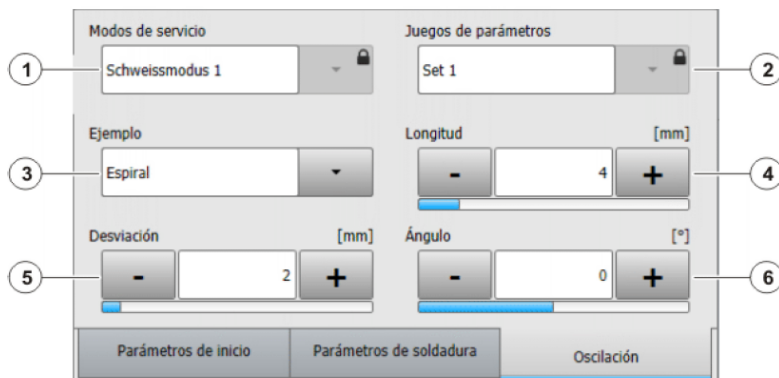 Modos de servicio
Juegos de parámetros
1
Schweissmodus 1
Set 1
2
Ejemplo
Longitud [mm]
3
Espiral
- 4 +
4
Desviación [mm]
Ángulo [°]
5
- 2 +
- 0 +
6
Parámetros de inicio
Parámetros de soldadura
Oscilación